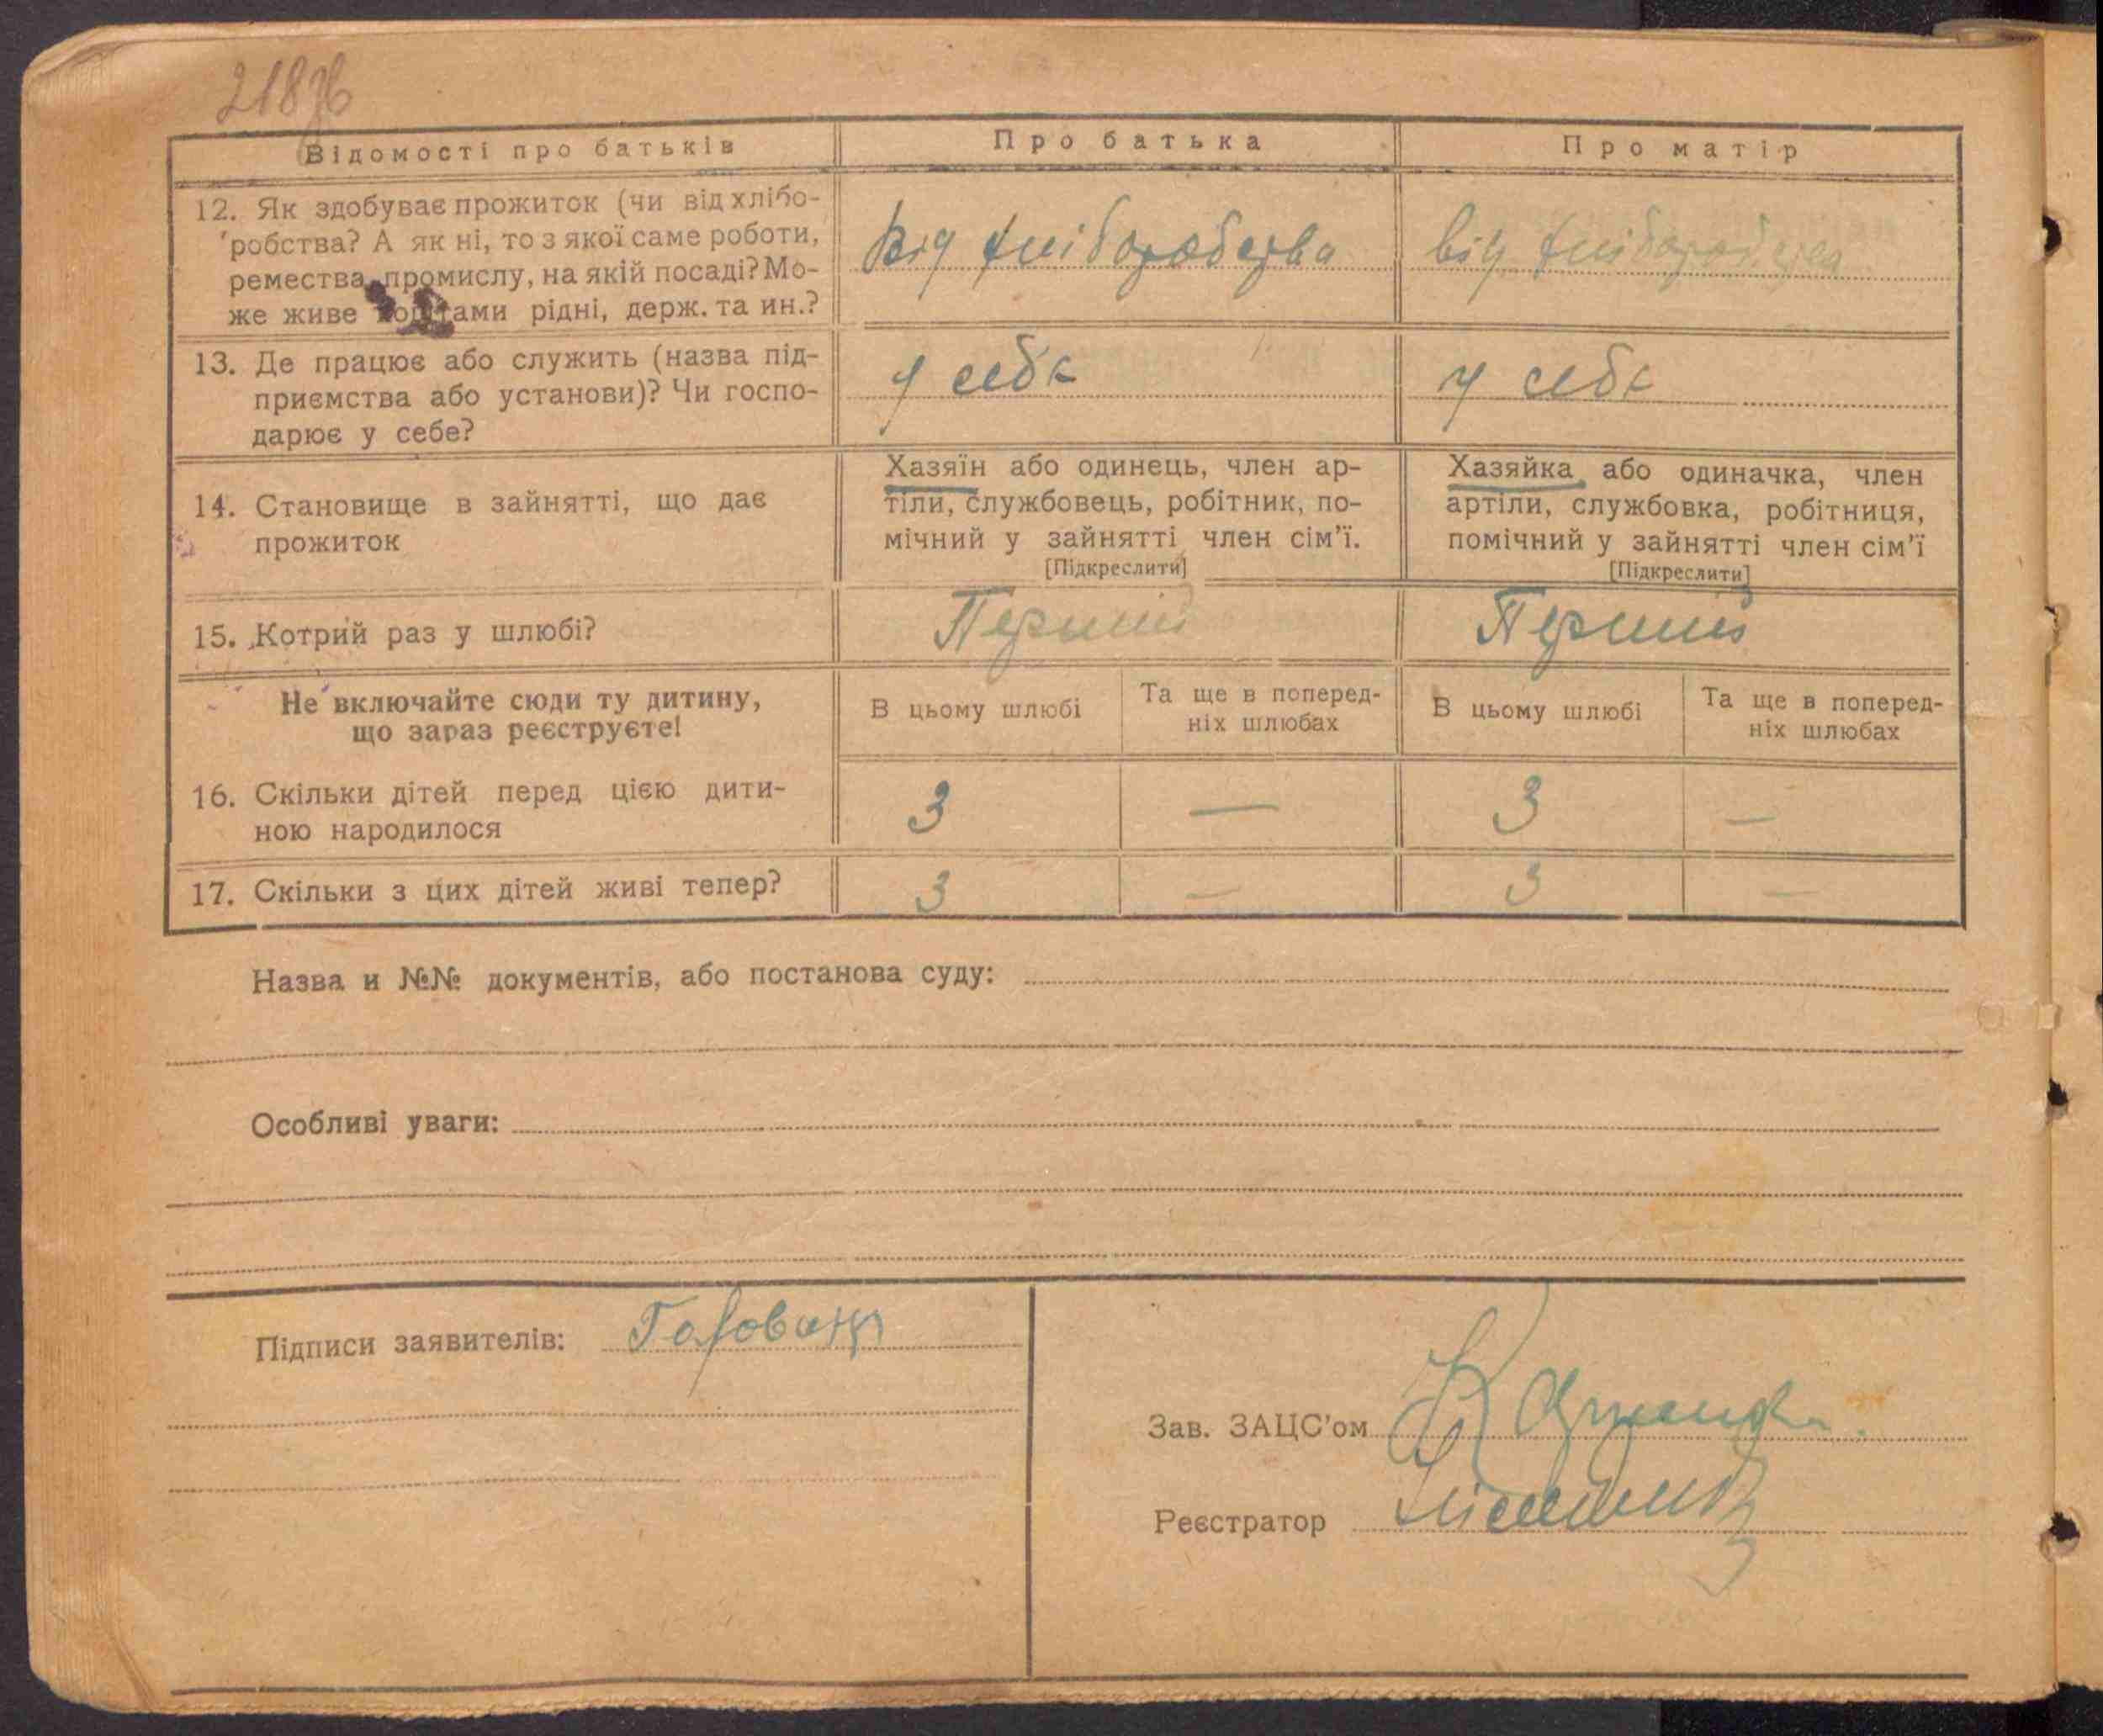 Відомості про батьків
Про батька
Про матір
12. Як здобуває прожиток (чи від хлібо-
робства? А як ні, то з якої саме роботи,
ремества, промислу, на якій посаді? Мо-
же живе коштами рідні, держ. та ин.?
від хліборобства
від хліборобства
13. Де працює або служить (назва під-
приємства або установи)? Чи госпо-
дарює у себе?
у себе
у себе
14. Становище в зайнятті, що дає
прожиток
Хазяїн або одинець, член ар-
тіли, службовець, робітник, по-
мічний у зайнятті член сім'ї.
[Підкреслити]
Хазяйка або одиначка, член
артіли, службовка, робітниця,
помічний у зайнятті член сім'ї
[Підкреслити]
15. Котрий раз у шлюбі?
Перший
Перший
Не включайте сюди ту дитину,
що зараз реєструєте!
В цьому шлюбі
Та ще в поперед-
ніх шлюбах
В цьому шлюбі
Та ще в поперед-
ніх шлюбах
16. Скільки дітей перед цією дити-
ною народилося
3 — 3 —
17. Скільки з цих дітей живі тепер?
3 — 3 —
Назва и №№ документів, або постанова суду:
Особливі уваги:
Підписи заявителів:
Зав. ЗАЦС'ом
Реєстратор